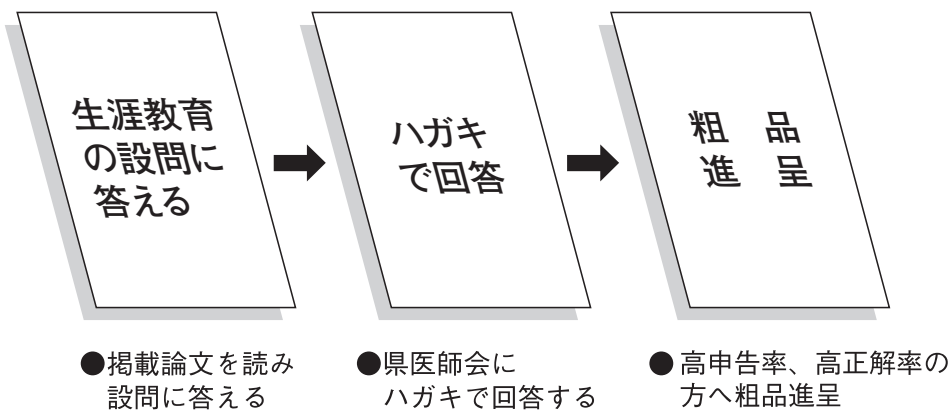 生涯教育
の設問に
答える
ハガキ
で回答
粗 品
進 呈
●掲載論文を読み
設問に答える
●県医師会に
ハガキで回答する
● 高申告率、高正解率の
方へ粗品進呈